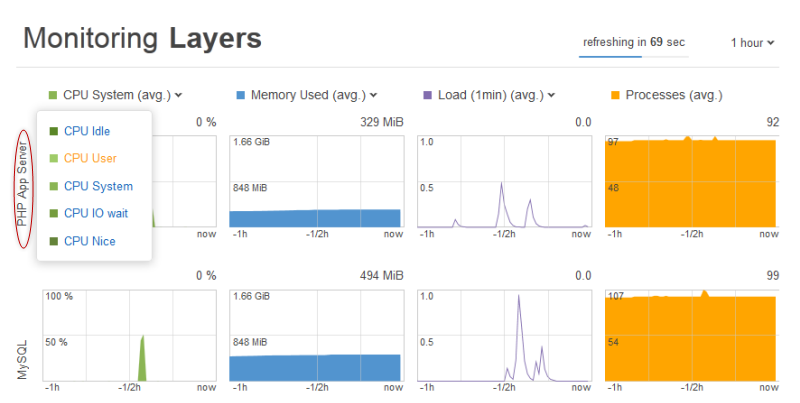 Monitoring Layers
refreshing in 69 sec
1 hour
CPU System (avg.)
Memory Used (avg.)
Load (1min) (avg.)
Processes (avg.)
PHP App Server
CPU Idle
CPU User
CPU System
CPU IO wait
CPU Nice
0 %
now
329 MiB
1.66 GiB
848 MiB
-1h -1/2h now
0.0
1.0
0.5
-1h -1/2h now
92
97
48
-1h -1/2h now
MySQL
0 %
100 %
50 %
-1h -1/2h now
494 MiB
1.66 GiB
848 MiB
-1h -1/2h now
0.0
1.0
0.5
-1h -1/2h now
99
107
54
-1h -1/2h now